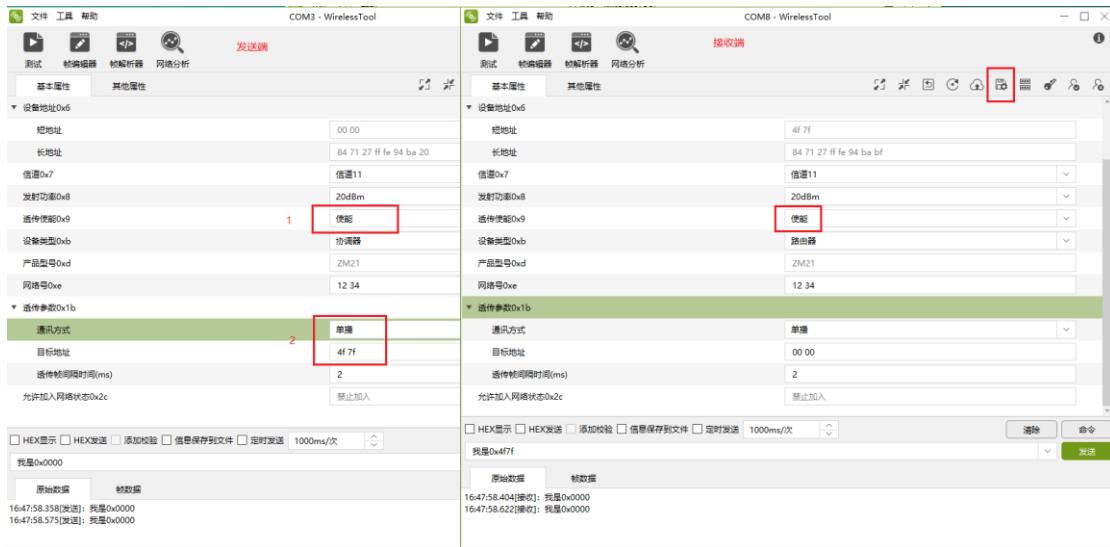 文件 工具 帮助
COM3 - WirelessTool
测试 帧编辑器 帧解析器 网络分析
发送端
基本属性 其他属性
设备地址0x6
短地址 00 00
长地址 84 71 27 ff fe 94 ba 20
信道0x7 信道11
发射功率0x8 20dBm
透传使能0x9 1 使能
设备类型0xb 协调器
产品型号0xd ZM21
网络号0xe 12 34
透传参数0x1b
通讯方式 单播
2
目标地址 4f 7f
透传帧间隔时间(ms) 2
允许加入网络状态0x2c 禁止加入
HEX显示 HEX发送 添加校验 信息保存到文件 定时发送 1000ms/次
我是0x0000
原始数据 帧数据
16:47:58.358[发送]: 我是0x0000
16:47:58.575[发送]: 我是0x0000
文件 工具 帮助
COM8 - WirelessTool
测试 帧编辑器 帧解析器 网络分析
接收端
基本属性 其他属性
设备地址0x6
短地址 4f 7f
长地址 84 71 27 ff fe 94 ba bf
信道0x7 信道11
发射功率0x8 20dBm
透传使能0x9 使能
设备类型0xb 路由器
产品型号0xd ZM21
网络号0xe 12 34
透传参数0x1b
通讯方式 单播
目标地址 00 00
透传帧间隔时间(ms) 2
允许加入网络状态0x2c 禁止加入
HEX显示 HEX发送 添加校验 信息保存到文件 定时发送 1000ms/次 清除 命令
我是0x4f7f 发送
原始数据 帧数据
16:47:58.404[接收]: 我是0x0000
16:47:58.622[接收]: 我是0x0000